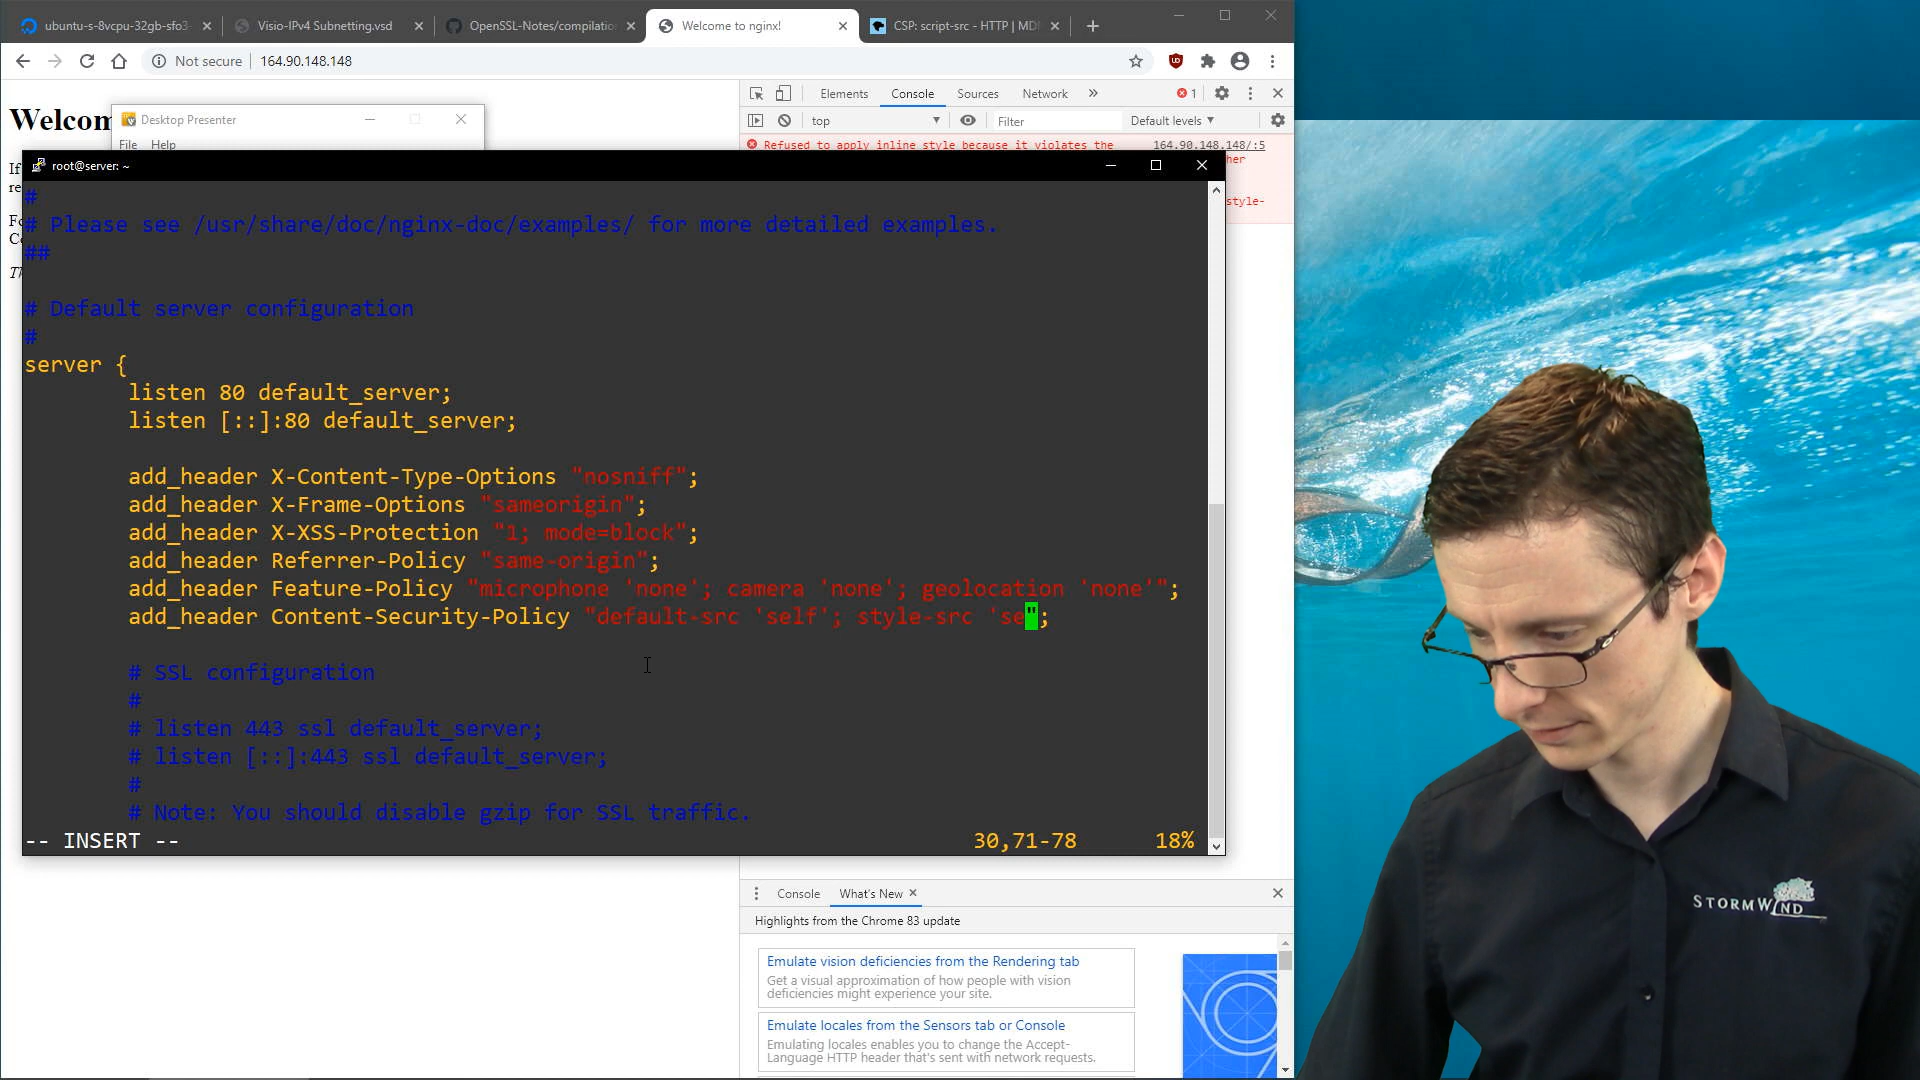 ubuntu-s-8vcpu-32gb-sfo3-
Visio-IPv4 Subnetting.vsd
OpenSSL-Notes/compilation
Welcome to nginx!
CSP: script-src - HTTP | MDN
Not secure
164.90.148.148
Welcom
Desktop Presenter
File Help
If
re
Fo
Co
Th
Elements Console Sources Network
1
top
Filter
Default levels
Refused to apply inline style because it violates the
164.90.148.148/:5
her
style-
root@server: ~
#
# Please see /usr/share/doc/nginx-doc/examples/ for more detailed examples.
##
# Default server configuration
#
server {
listen 80 default_server;
listen [::]:80 default_server;
add_header X-Content-Type-Options "nosniff";
add_header X-Frame-Options "sameorigin";
add_header X-XSS-Protection "1; mode=block";
add_header Referrer-Policy "same-origin";
add_header Feature-Policy "microphone 'none'; camera 'none'; geolocation 'none'";
add_header Content-Security-Policy "default-src 'self'; style-src 'se";
# SSL configuration
#
# listen 443 ssl default_server;
# listen [::]:443 ssl default_server;
#
# Note: You should disable gzip for SSL traffic.
-- INSERT --
30,71-78
18%
Console What's New
Highlights from the Chrome 83 update
Emulate vision deficiencies from the Rendering tab
Get a visual approximation of how people with vision
deficiencies might experience your site.
Emulate locales from the Sensors tab or Console
Emulating locales enables you to change the Accept-
Language HTTP header that's sent with network requests.
STORMWIND